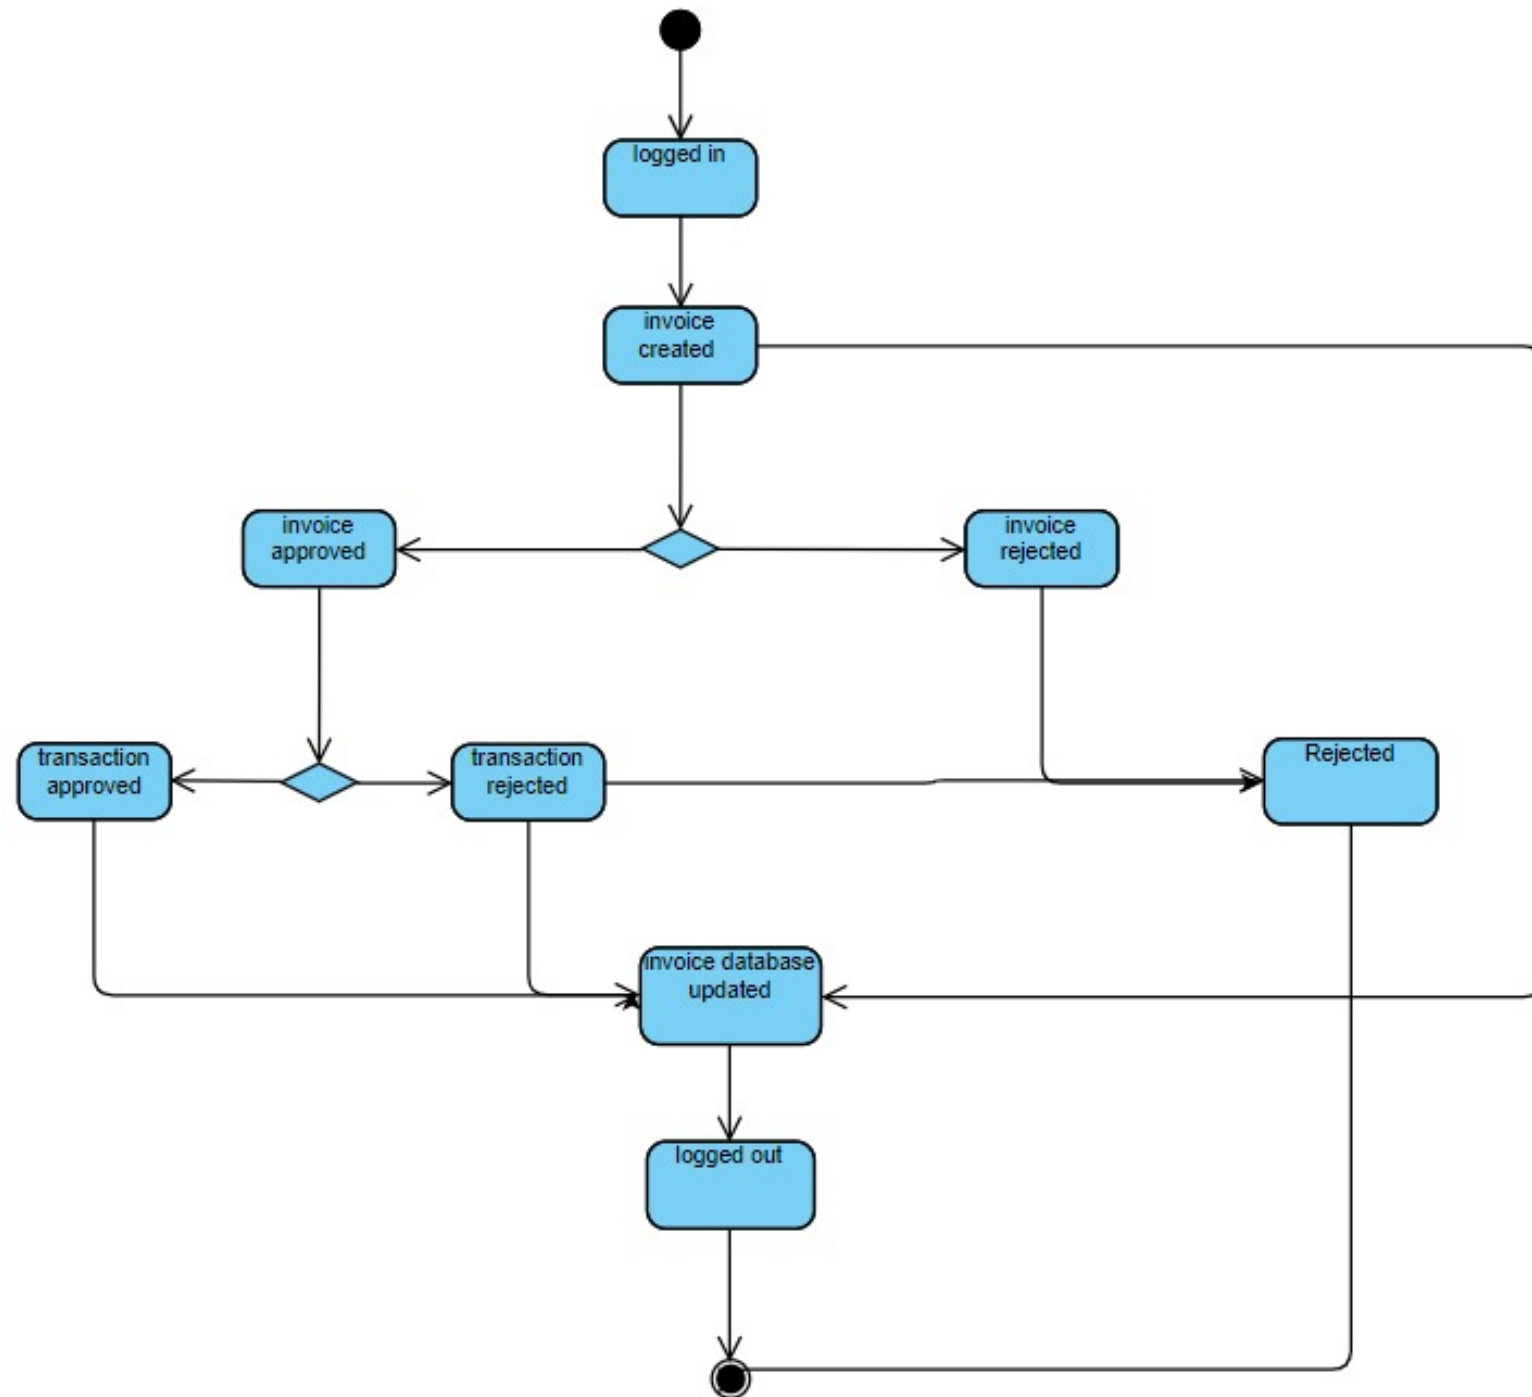 logged in
invoice
created
invoice
approved
invoice
rejected
transaction
approved
transaction
rejected
Rejected
invoice database
updated
logged out